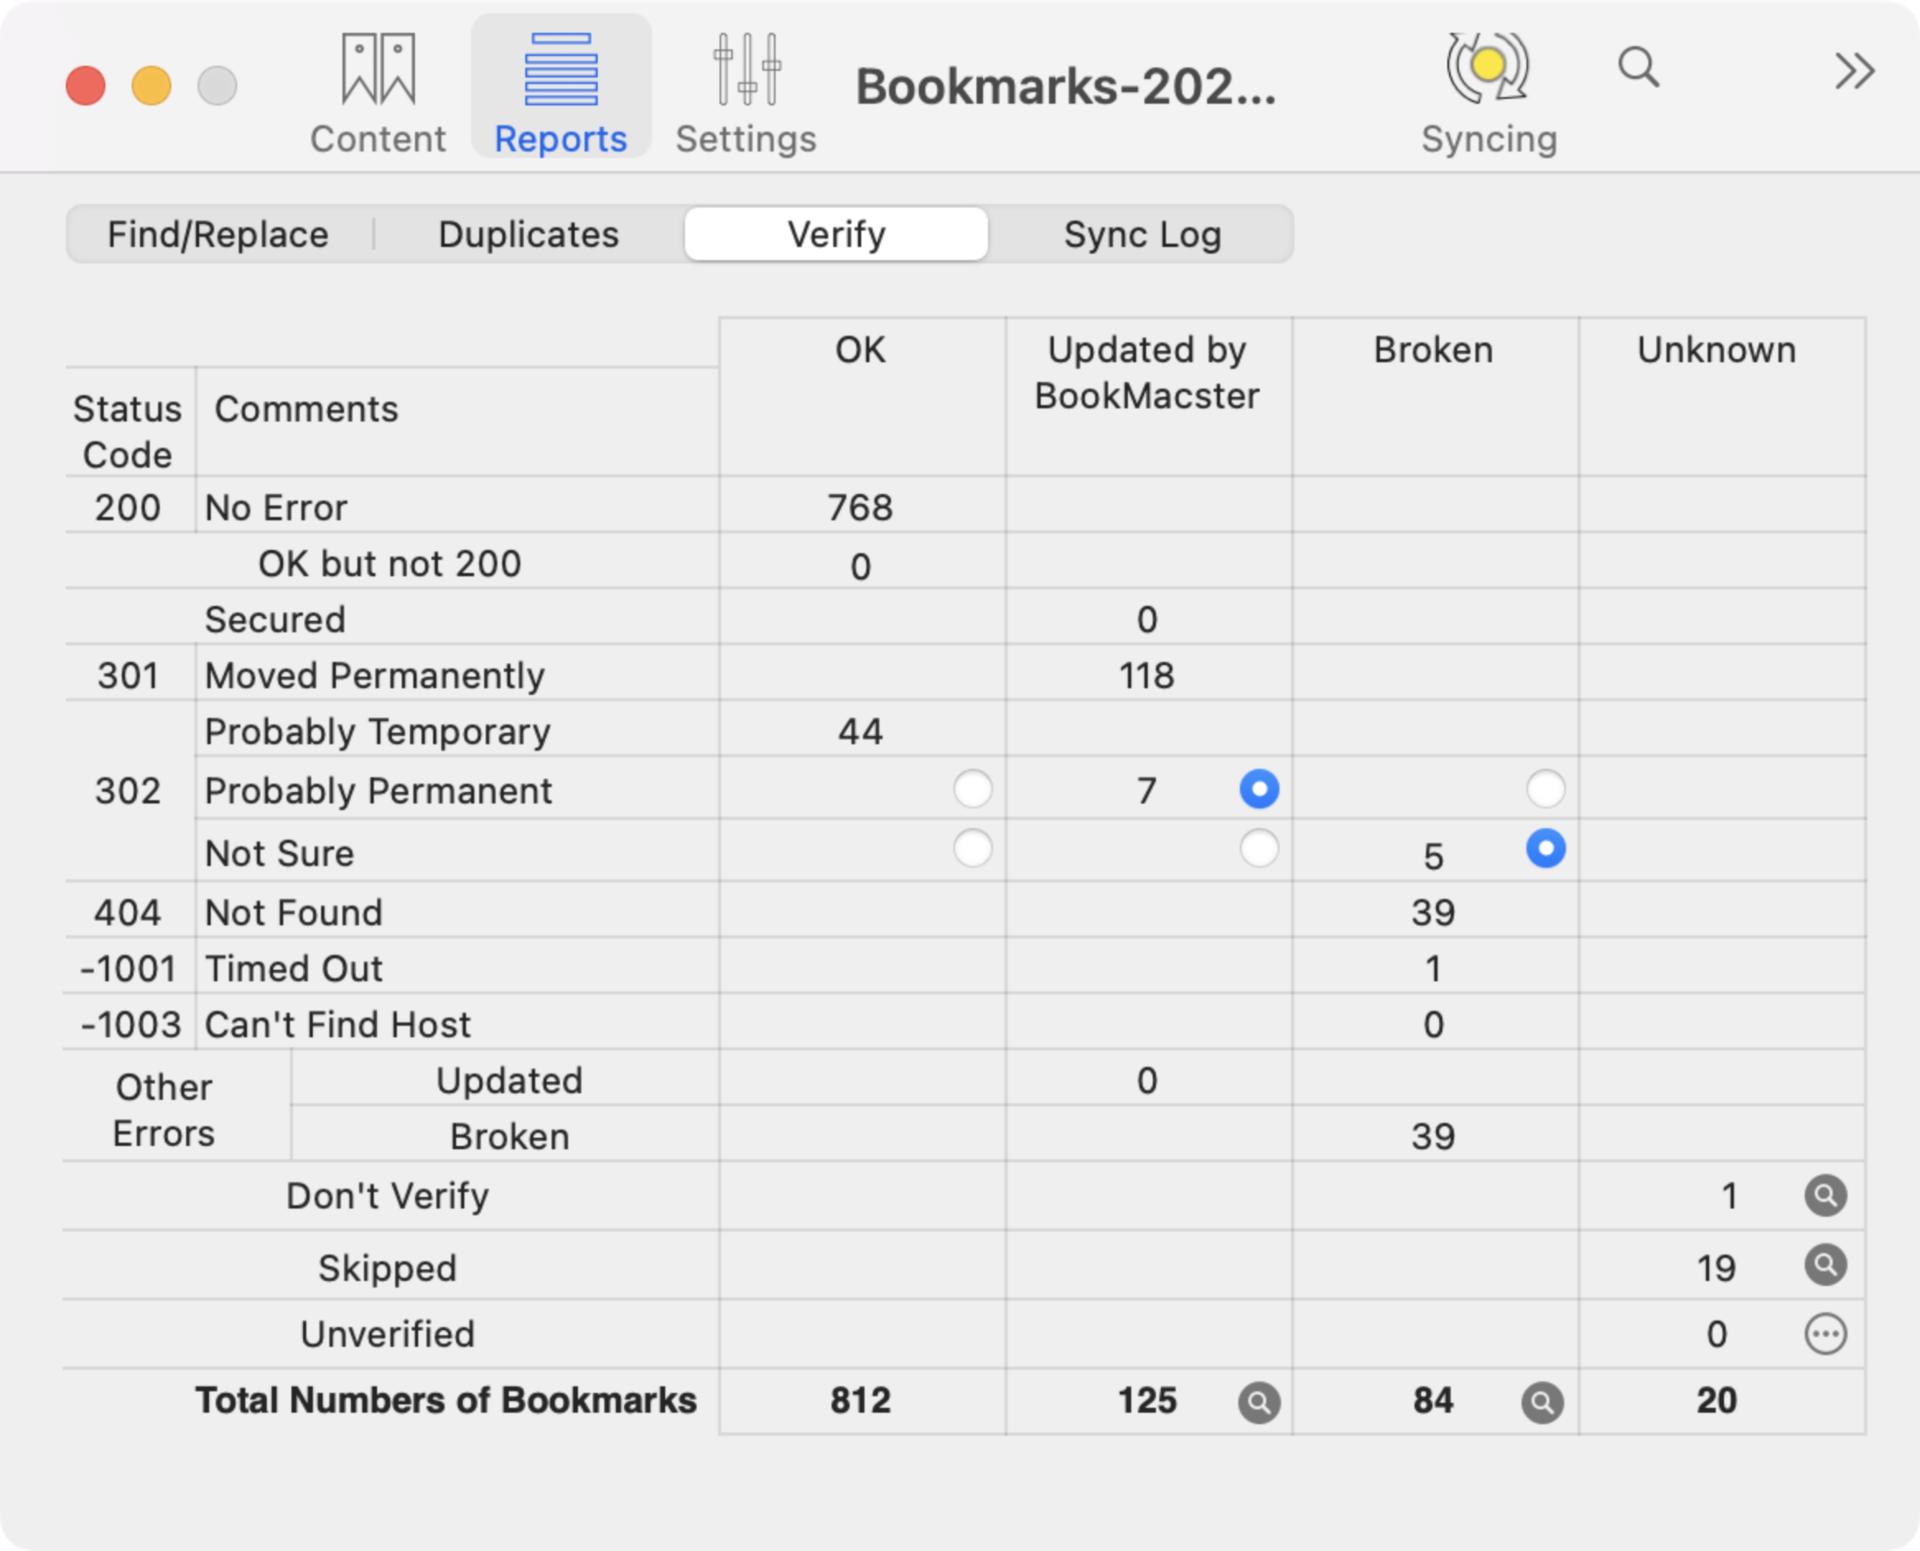 Bookmarks-202...
Content
Reports
Settings
Syncing
Find/Replace
Duplicates
Verify
Sync Log
OK
Updated by
BookMacster
Broken
Unknown
Status
Code
Comments
200 No Error 768
OK but not 200 0
Secured 0
301 Moved Permanently 118
Probably Temporary 44
302 Probably Permanent 7
Not Sure 5
404 Not Found 39
-1001 Timed Out 1
-1003 Can't Find Host 0
Other
Errors
Updated 0
Broken 39
Don't Verify 1
Skipped 19
Unverified 0
Total Numbers of Bookmarks 812 125 84 20